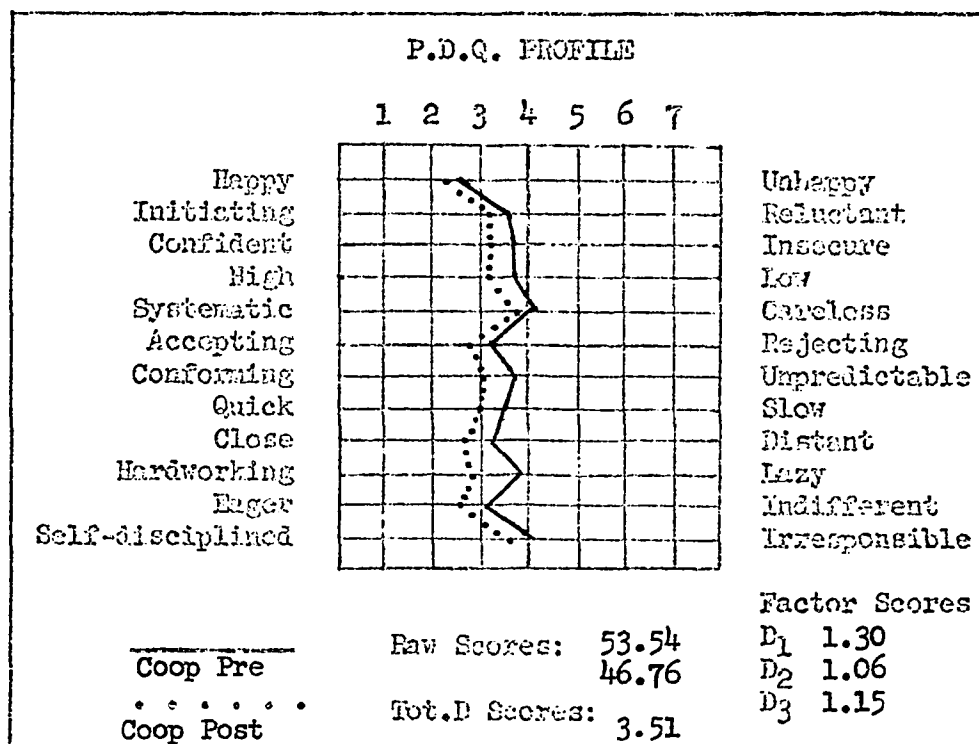 P.D.Q. PROFILE
1 2 3 4 5 6 7
Happy Unhappy
Initiating Reluctant
Confident Insecure
High Low
Systematic Careless
Accepting Rejecting
Conforming Unpredictable
Quick Slow
Close Distant
Hardworking Lazy
Eager Indifferent
Self-disciplined Irresponsible
Factor Scores
Raw Scores: 53.54 D1 1.30
Coop Pre 46.76 D2 1.06
Tot.D Scores: D3 1.15
Coop Post 3.51